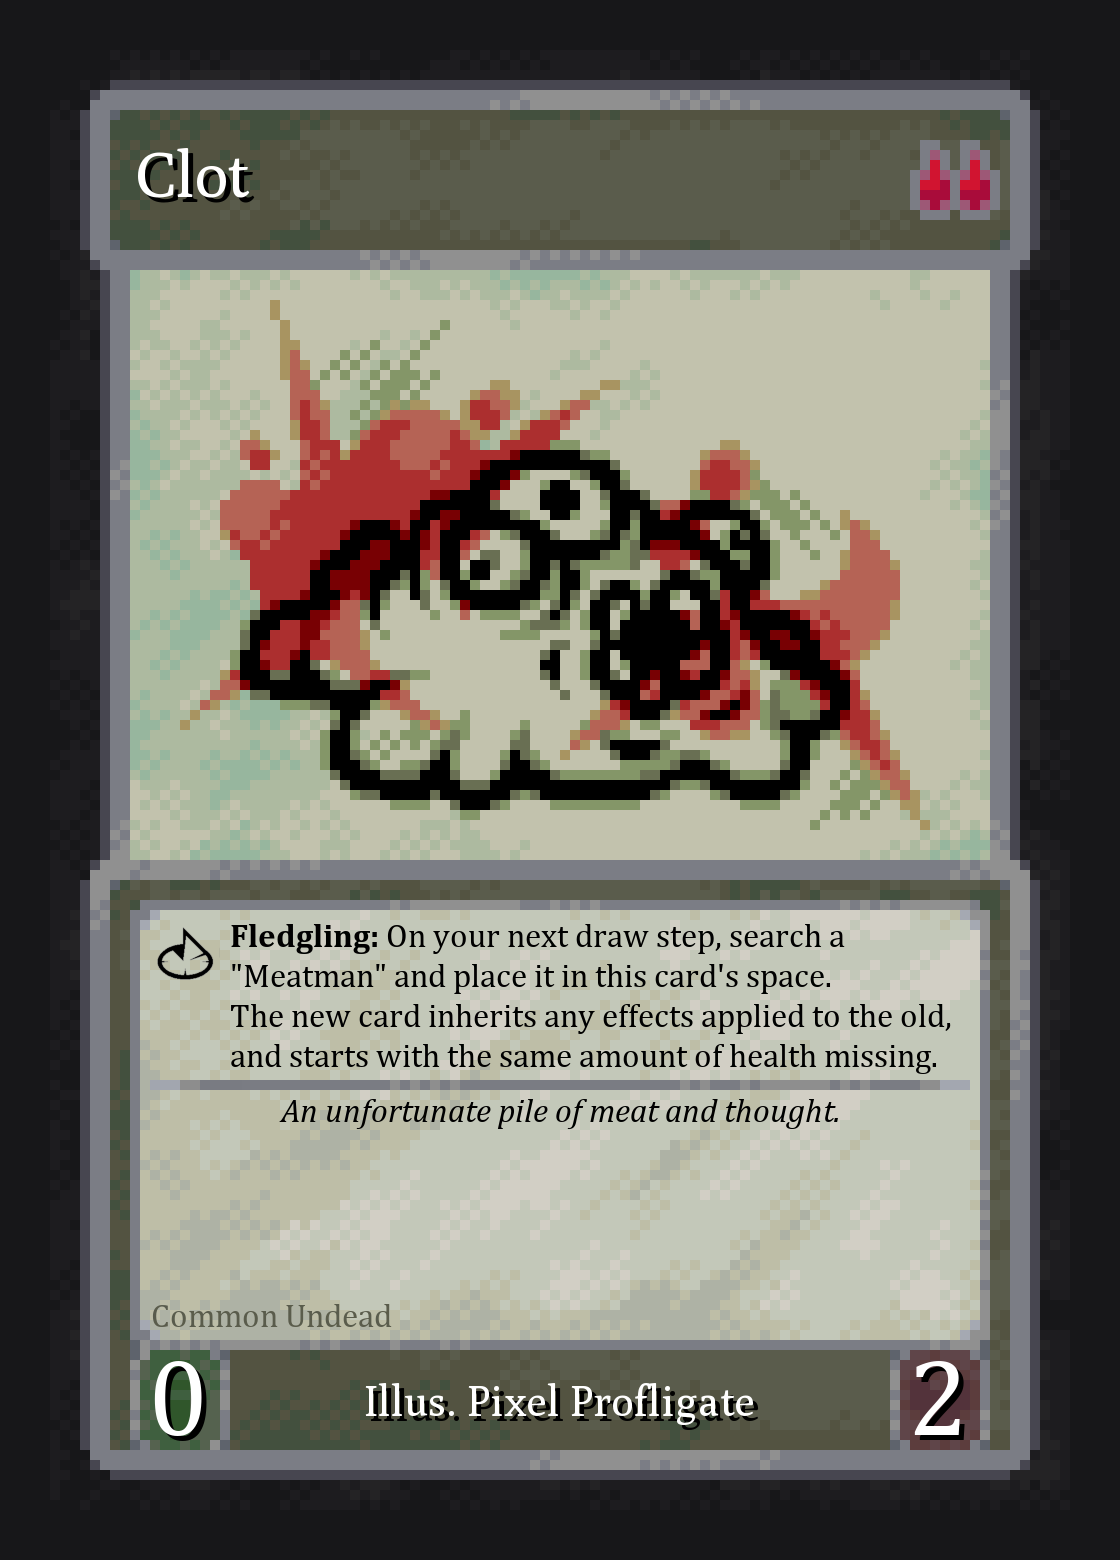 Clot
Fledgling: On your next draw step, search a
"Meatman" and place it in this card's space.
The new card inherits any effects applied to the old,
and starts with the same amount of health missing.
An unfortunate pile of meat and thought.
Common Undead
0
Illus. Pixel Profligate
2